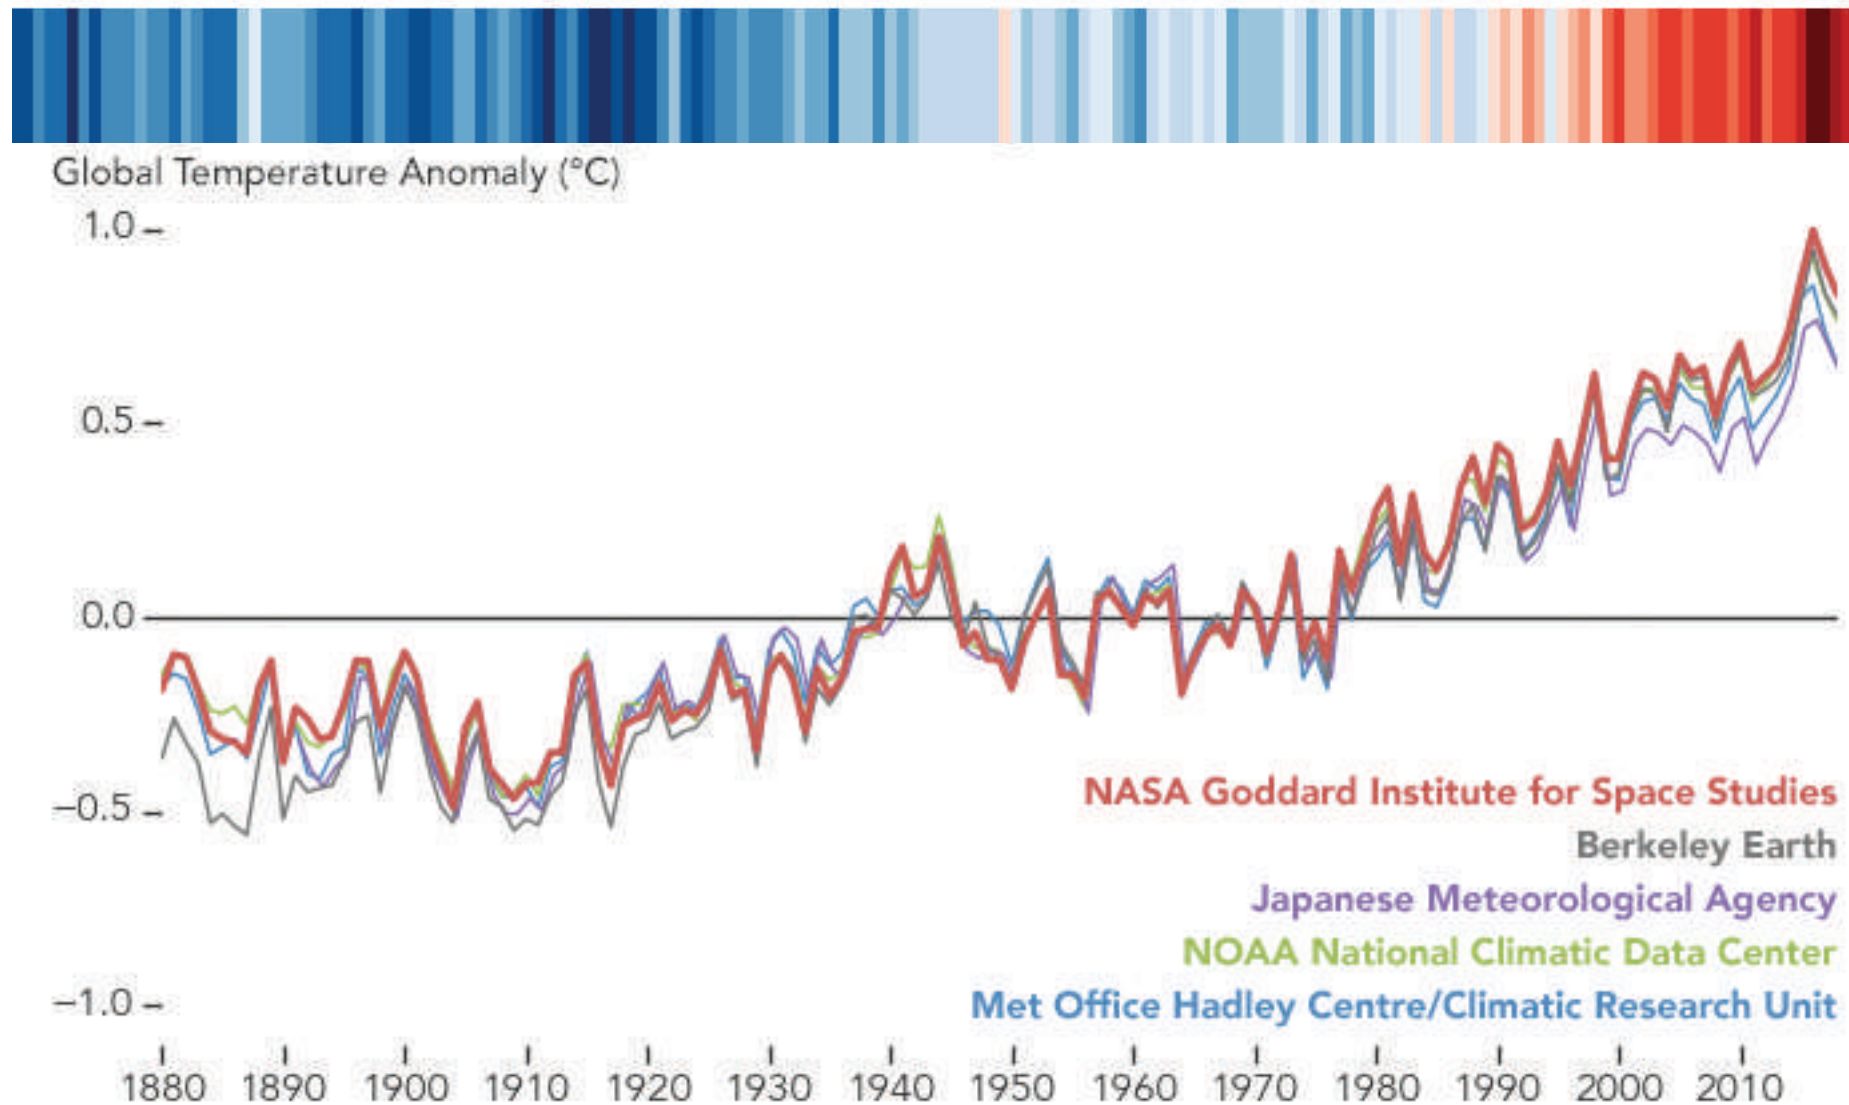 Global Temperature Anomaly (°C)
1.0
0.5
0.0
−0.5
−1.0
NASA Goddard Institute for Space Studies
Berkeley Earth
Japanese Meteorological Agency
NOAA National Climatic Data Center
Met Office Hadley Centre/Climatic Research Unit
1880 1890 1900 1910 1920 1930 1940 1950 1960 1970 1980 1990 2000 2010